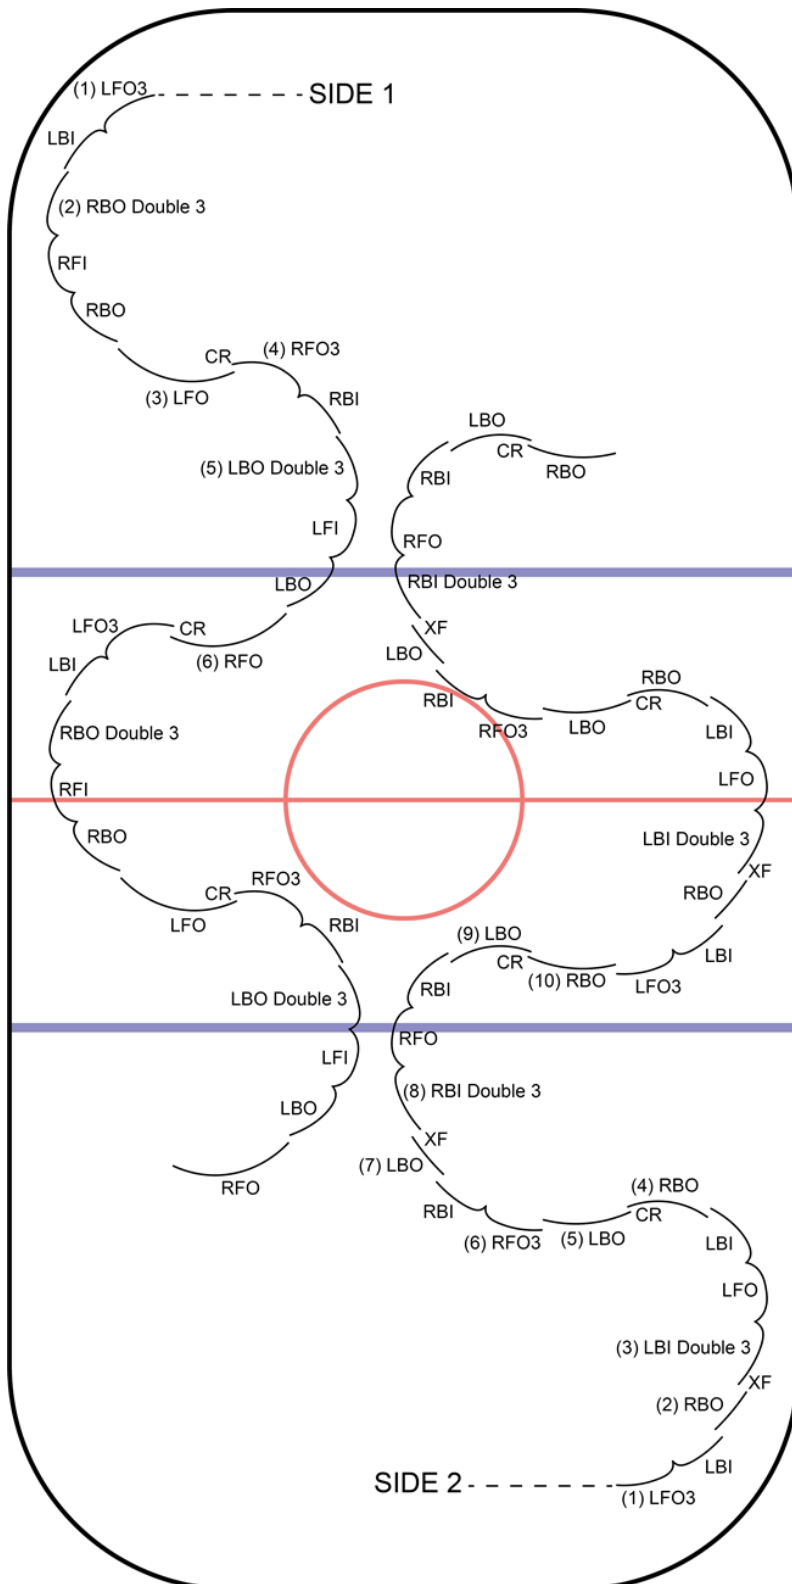 (1) LFO3
SIDE 1
LBI
(2) RBO Double 3
RFI
RBO
(3) LFO
CR
(4) RFO3
RBI
(5) LBO Double 3
LFI
LBO
(6) RFO
CR
LFO3
LBI
RBO Double 3
RFI
RBO
LFO
CR
RFO3
RBI
LBO Double 3
LFI
LBO
RFO
SIDE 2
(1) LFO3
LBI
(2) RBO
XF
(3) LBI Double 3
LFO
LBI
(4) RBO
CR
(5) LBO
(6) RFO3
RBI
(7) LBO
XF
(8) RBI Double 3
RFO
RBI
(9) LBO
CR
(10) RBO
LFO3
LBI
RBO
XF
LBI Double 3
LFO
LBI
RBO
CR
LBO
RFO3
RBI
LBO
XF
RBI Double 3
RFO
RBI
LBO
CR
RBO